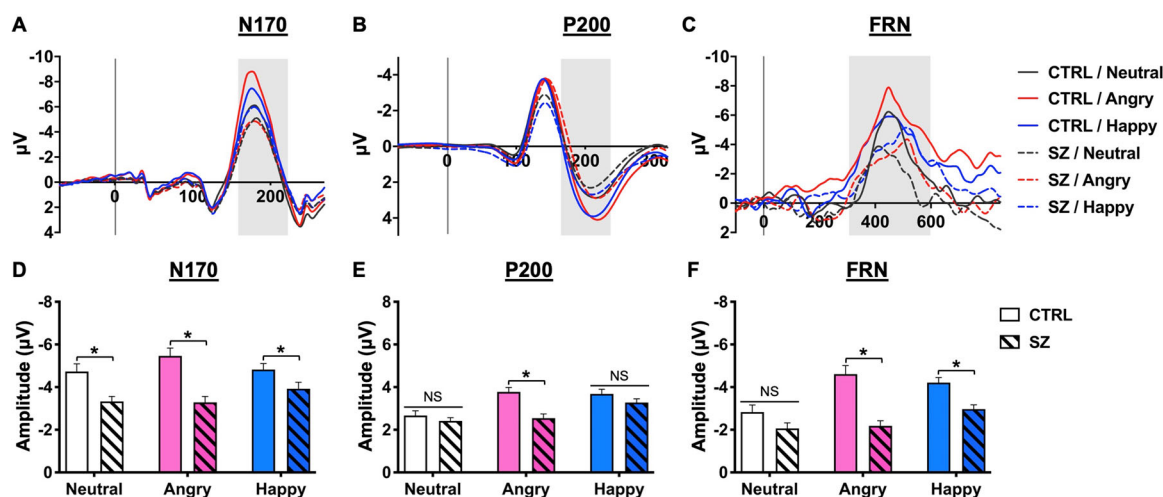 A N170
B P200
C FRN
-10
-8
-6
-4
-2
0
2
4
µV
0 100 200
-4
-2
0
2
4
µV
0 100 200 300
-10
-8
-6
-4
-2
0
2
µV
0 200 400 600
CTRL / Neutral
CTRL / Angry
CTRL / Happy
SZ / Neutral
SZ / Angry
SZ / Happy
D N170
E P200
F FRN
-8
-6
-4
-2
0
Amplitude (µV)
* * *
Neutral Angry Happy
8
6
4
2
0
Amplitude (µV)
NS * NS
Neutral Angry Happy
-8
-6
-4
-2
0
Amplitude (µV)
NS * *
Neutral Angry Happy
CTRL
SZ